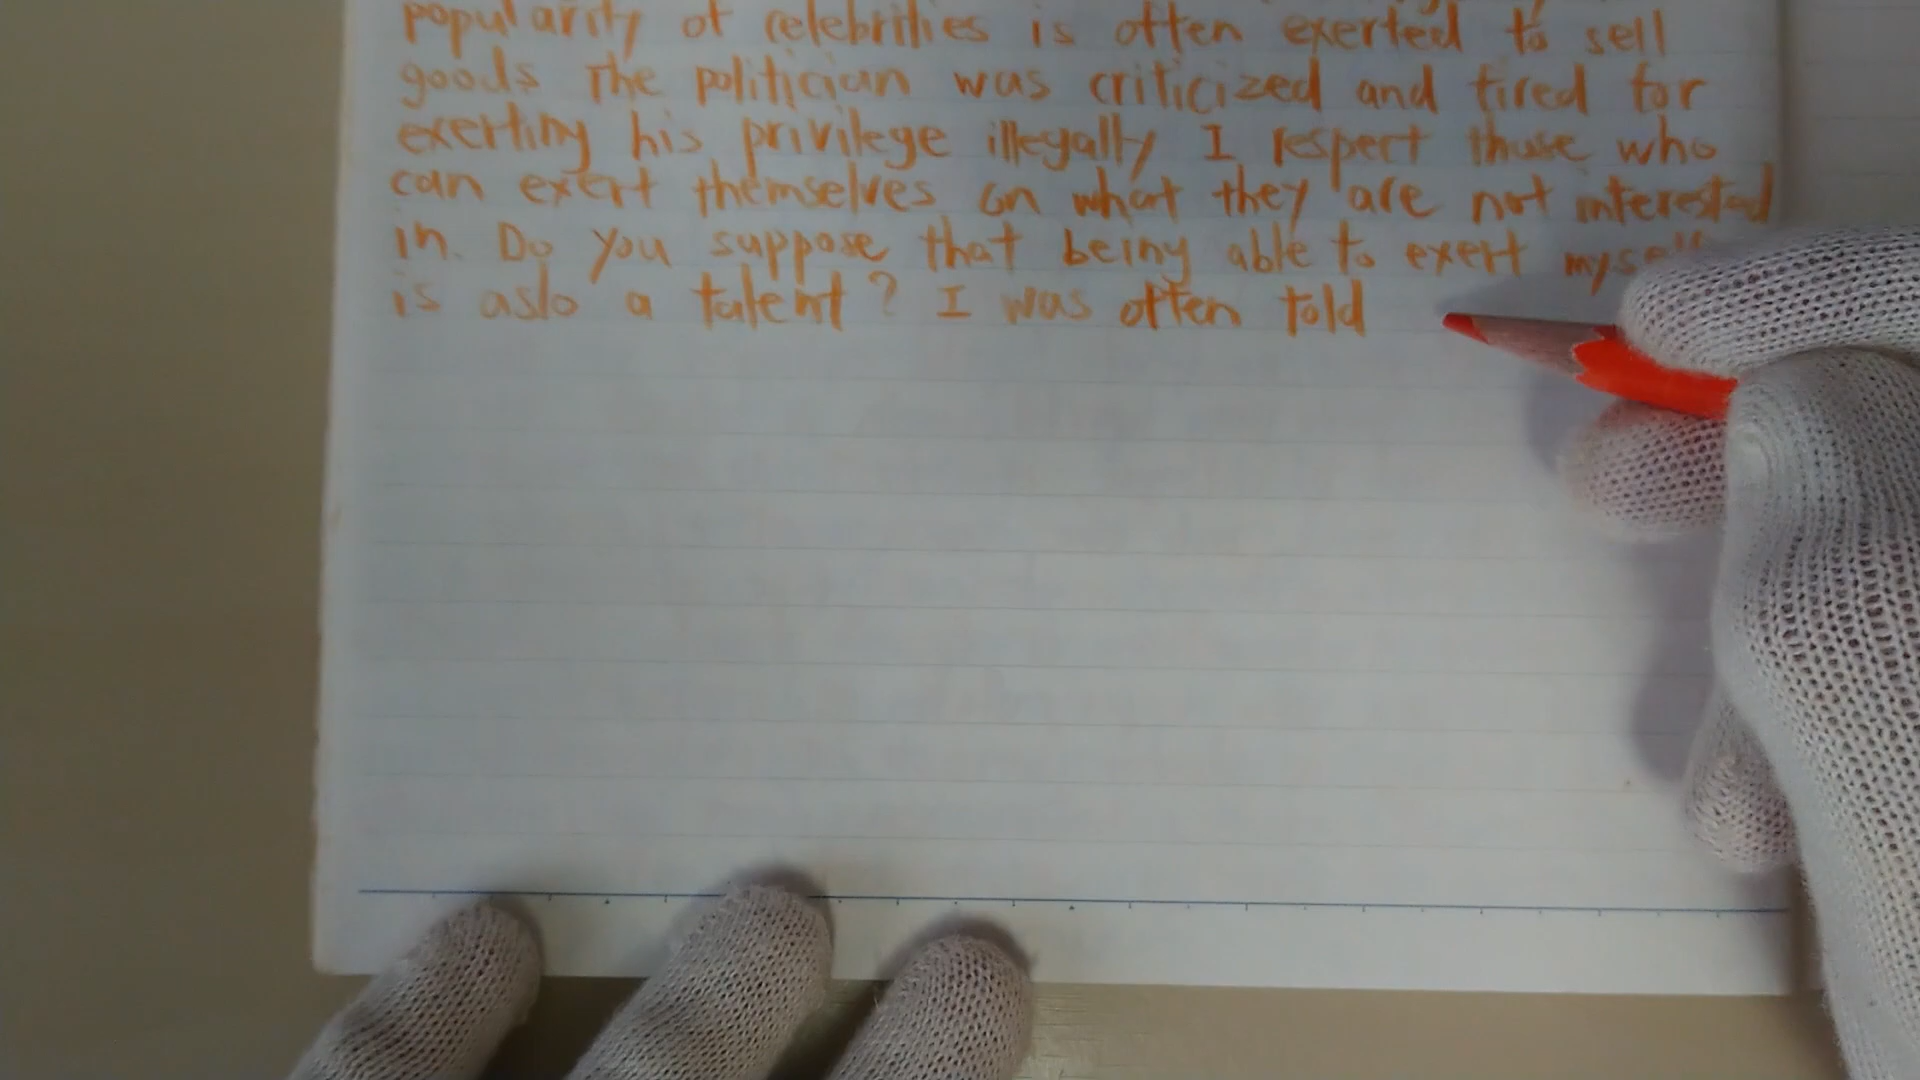 popularity of celebrities is often exerted to sell
goods The politician was criticized and fired for
exerting his privilege illegally I respect those who
can exert themselves on what they are not interested
in. Do you suppose that being able to exert myself
is aslo a talent? I was often told